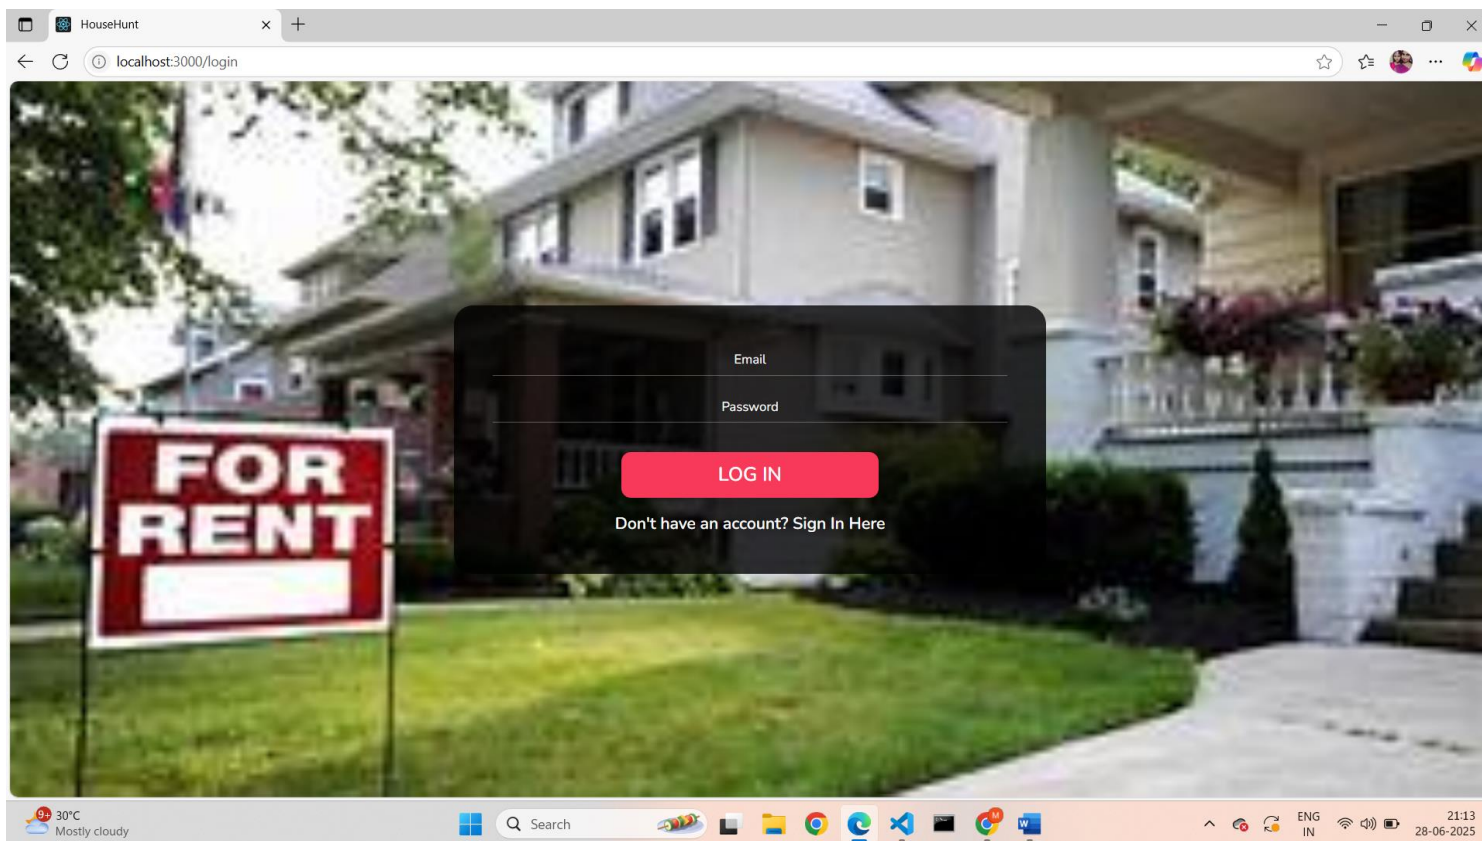 HouseHunt
localhost:3000/login
Email
Password
LOG IN
Don't have an account? Sign In Here
FOR
RENT
9+
30°C
Mostly cloudy
Search
M
W
ENG
IN
21:13
28-06-2025